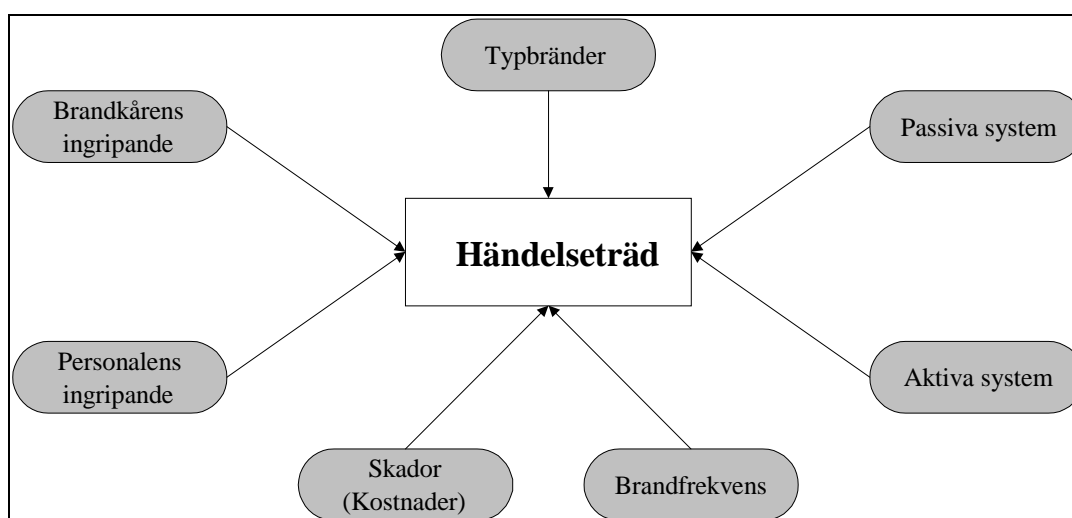 Typbränder
Brandkårens
ingripande
Passiva system
Händelseträd
Personalens
ingripande
Aktiva system
Skador
(Kostnader)
Brandfrekvens